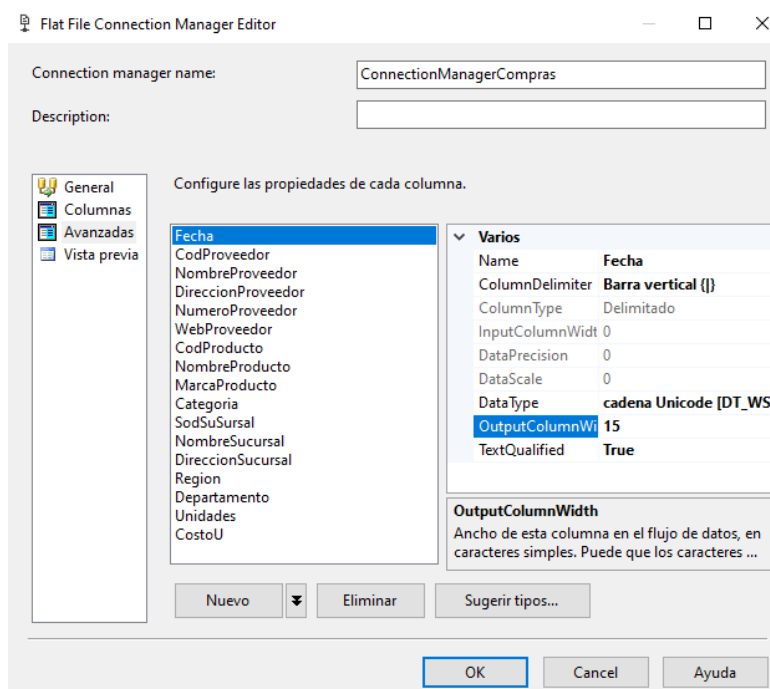 Flat File Connection Manager Editor
Connection manager name: ConnectionManagerCompras
Description:
General
Columnas
Avanzadas
Vista previa
Configure las propiedades de cada columna.
Fecha
CodProveedor
NombreProveedor
DireccionProveedor
NumeroProveedor
WebProveedor
CodProducto
NombreProducto
MarcaProducto
Categoria
SodSuSursal
NombreSucursal
DireccionSucursal
Region
Departamento
Unidades
CostoU
Varios
Name Fecha
ColumnDelimiter Barra vertical {|}
ColumnType Delimitado
InputColumnWidt 0
DataPrecision 0
DataScale 0
DataType cadena Unicode [DT_WS
OutputColumnWi 15
TextQualified True
OutputColumnWidth
Ancho de esta columna en el flujo de datos, en
caracteres simples. Puede que los caracteres ...
Nuevo Eliminar Sugerir tipos...
OK Cancel Ayuda